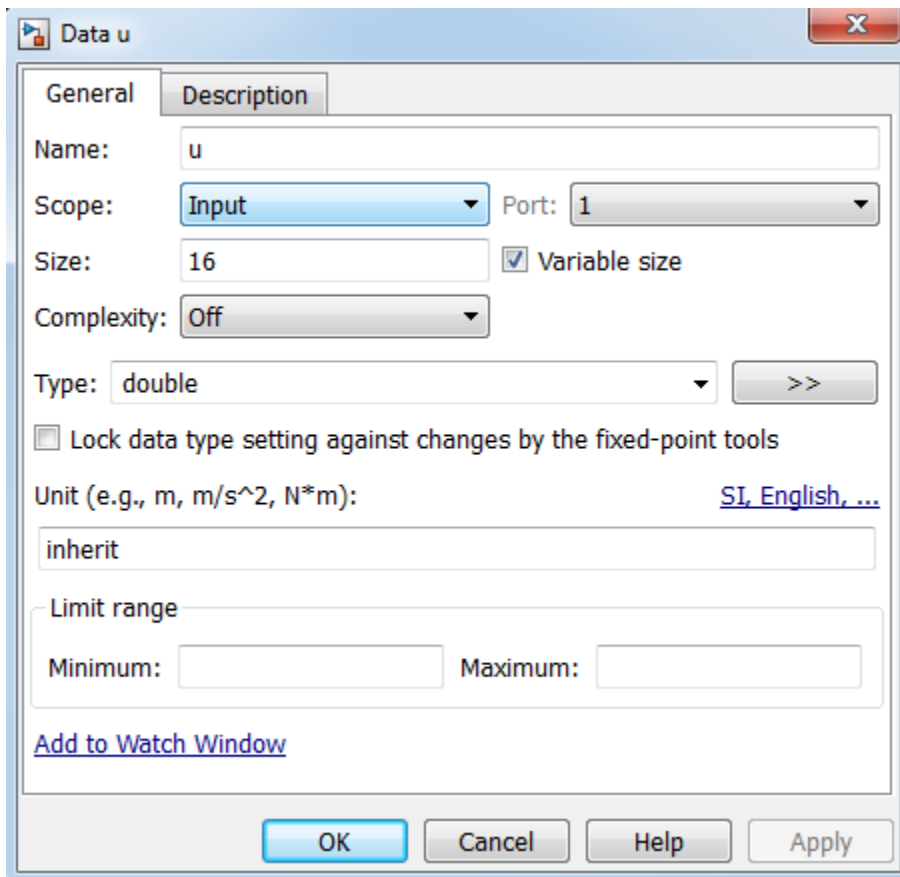 Data u
General Description
Name: u
Scope: Input Port: 1
Size: 16 Variable size
Complexity: Off
Type: double >>
Lock data type setting against changes by the fixed-point tools
Unit (e.g., m, m/s^2, N*m): SI, English, ...
inherit
Limit range
Minimum: Maximum:
Add to Watch Window
OK Cancel Help Apply